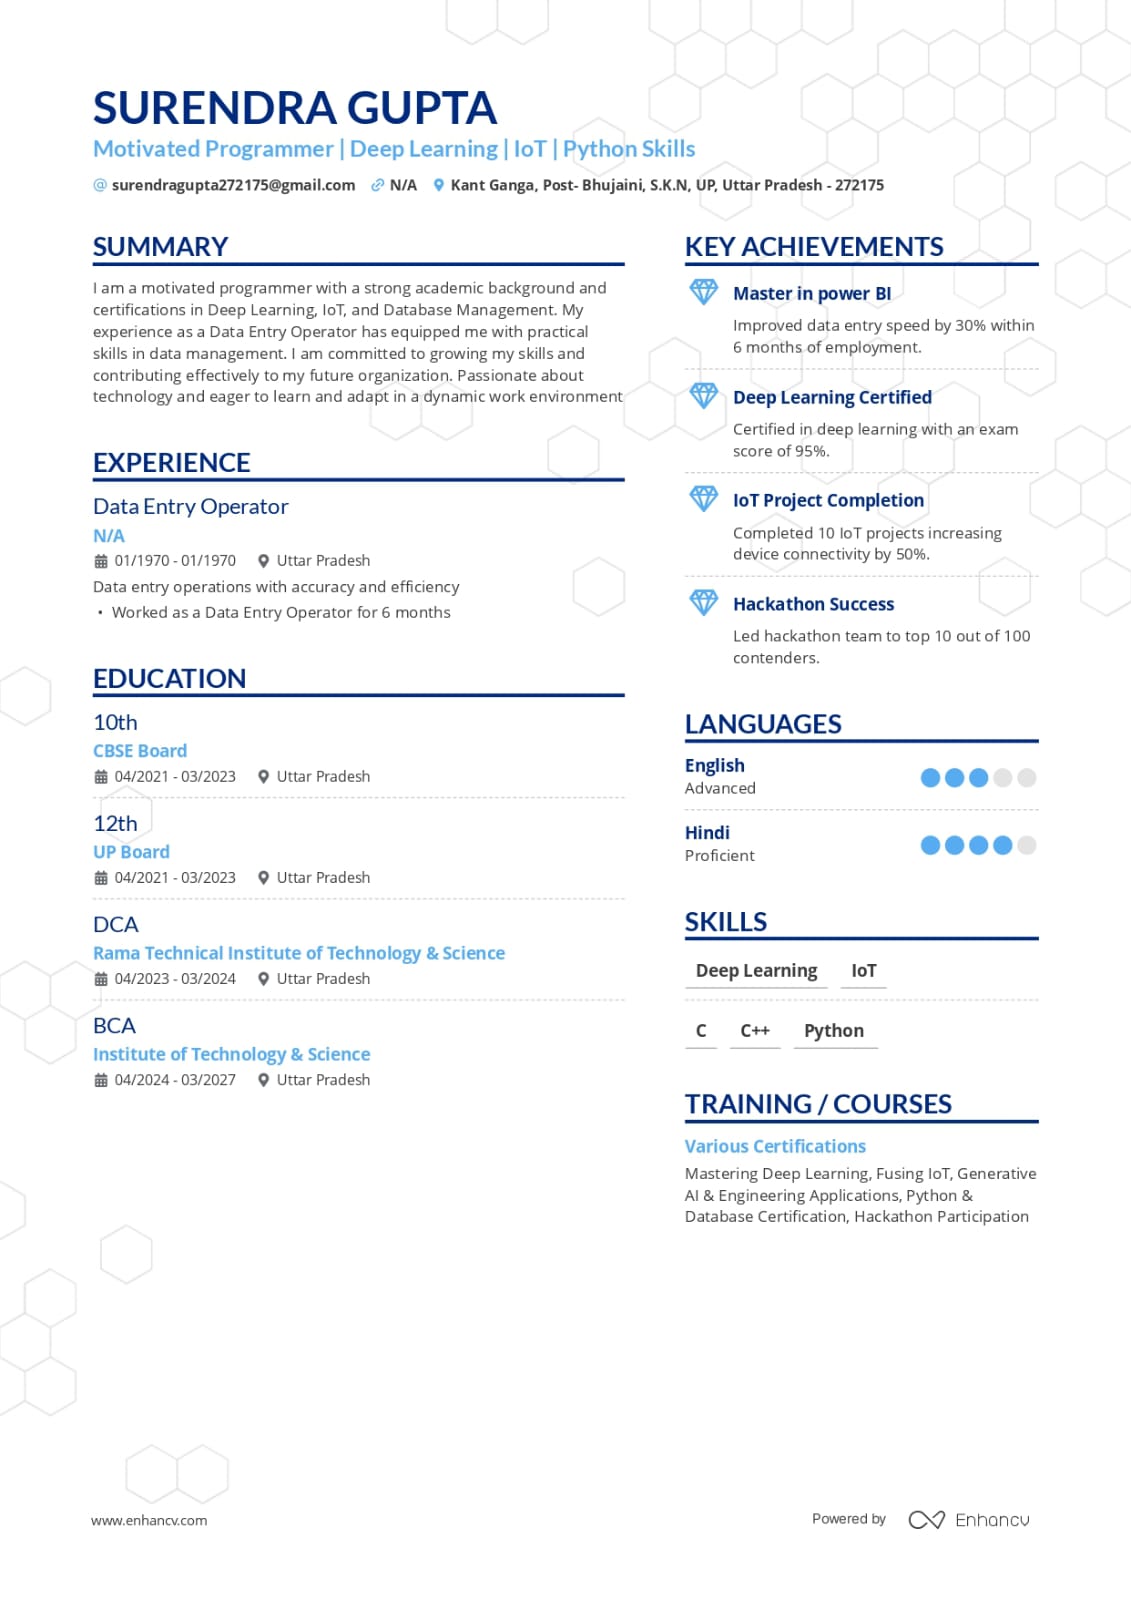 SURENDRA GUPTA
Motivated Programmer | Deep Learning | IoT | Python Skills
@ surendragupta272175@gmail.com N/A Kant Ganga, Post- Bhujaini, S.K.N, UP, Uttar Pradesh - 272175
SUMMARY
I am a motivated programmer with a strong academic background and
certifications in Deep Learning, IoT, and Database Management. My
experience as a Data Entry Operator has equipped me with practical
skills in data management. I am committed to growing my skills and
contributing effectively to my future organization. Passionate about
technology and eager to learn and adapt in a dynamic work environment
EXPERIENCE
Data Entry Operator
N/A
01/1970 - 01/1970 Uttar Pradesh
Data entry operations with accuracy and efficiency
• Worked as a Data Entry Operator for 6 months
EDUCATION
10th
CBSE Board
04/2021 - 03/2023 Uttar Pradesh
12th
UP Board
04/2021 - 03/2023 Uttar Pradesh
DCA
Rama Technical Institute of Technology & Science
04/2023 - 03/2024 Uttar Pradesh
BCA
Institute of Technology & Science
04/2024 - 03/2027 Uttar Pradesh
KEY ACHIEVEMENTS
Master in power BI
Improved data entry speed by 30% within
6 months of employment.
Deep Learning Certified
Certified in deep learning with an exam
score of 95%.
IoT Project Completion
Completed 10 IoT projects increasing
device connectivity by 50%.
Hackathon Success
Led hackathon team to top 10 out of 100
contenders.
LANGUAGES
English
Advanced
Hindi
Proficient
SKILLS
Deep Learning IoT
C C++ Python
TRAINING / COURSES
Various Certifications
Mastering Deep Learning, Fusing IoT, Generative
AI & Engineering Applications, Python &
Database Certification, Hackathon Participation
www.enhancv.com
Powered by Enhancv